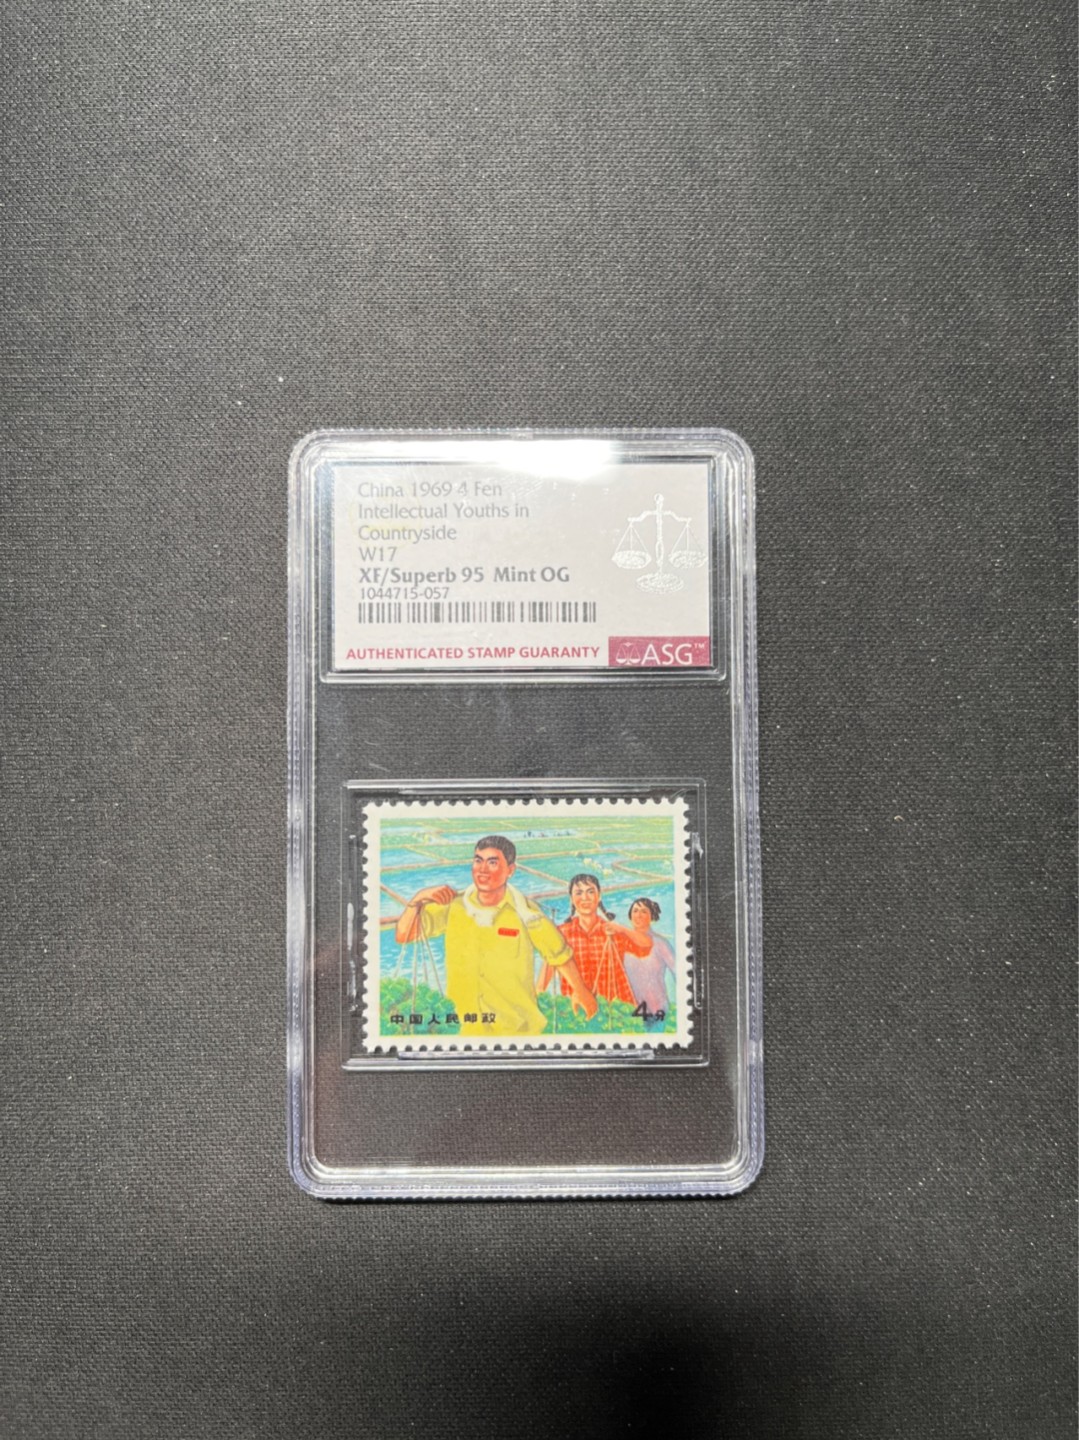 China 1969 4 Fen
Intellectual Youths in
Countryside
W17
XF/Superb 95 Mint OG
1044715-057
AUTHENTICATED STAMP GUARANTY ASG™
中国人民邮政 4分